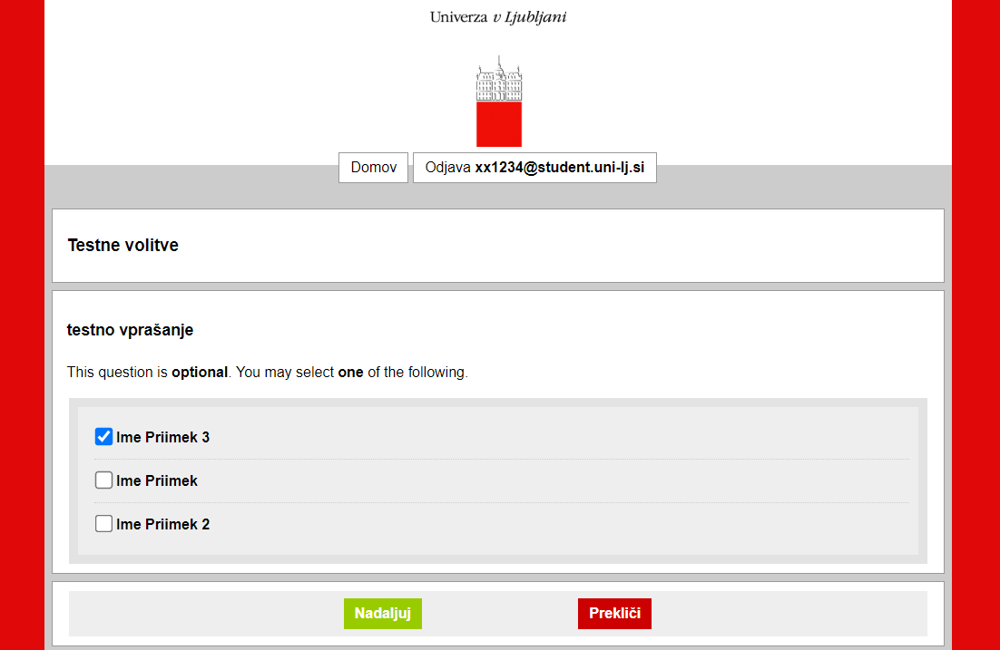 Univerza v Ljubljani
Domov
Odjava xx1234@student.uni-lj.si
Testne volitve
testno vprašanje
This question is optional. You may select one of the following.
Ime Priimek 3
Ime Priimek
Ime Priimek 2
Nadaljuj
Prekliči